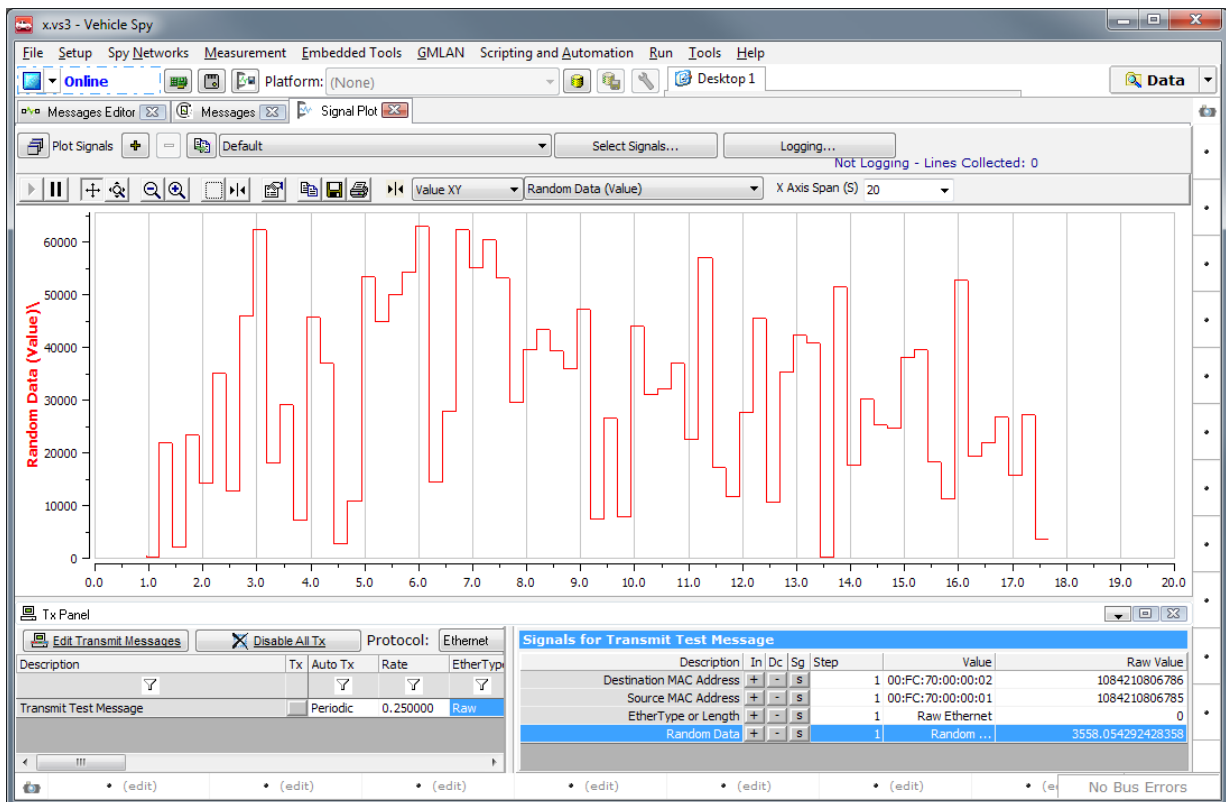 x.vs3 - Vehicle Spy
File Setup Spy Networks Measurement Embedded Tools GMLAN Scripting and Automation Run Tools Help
Online Platform: (None) Desktop 1 Data
Messages Editor Messages Signal Plot
Plot Signals Default Select Signals... Logging...
Not Logging - Lines Collected: 0
Value XY Random Data (Value) X Axis Span (S) 20
Random Data (Value)\
60000
50000
40000
30000
20000
10000
0
0.0 1.0 2.0 3.0 4.0 5.0 6.0 7.0 8.0 9.0 10.0 11.0 12.0 13.0 14.0 15.0 16.0 17.0 18.0 19.0 20.0
Tx Panel
Edit Transmit Messages Disable All Tx Protocol: Ethernet
Description Tx Auto Tx Rate EtherType
Transmit Test Message Periodic 0.250000 Raw
Signals for Transmit Test Message
Description In Dc Sg Step Value Raw Value
Destination MAC Address + - s 1 00:FC:70:00:00:02 1084210806786
Source MAC Address + - s 1 00:FC:70:00:00:01 1084210806785
EtherType or Length + - s 1 Raw Ethernet 0
Random Data + - s 1 Random ... 3558.054292428358
(edit) (edit) (edit) (edit) (edit) (edit) (e No Bus Errors